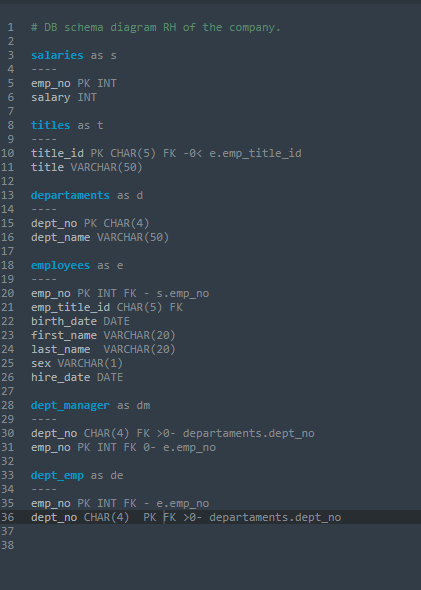 1 # DB schema diagram RH of the company.
2
3 salaries as s
4 ----
5 emp_no PK INT
6 salary INT
7
8 titles as t
9 ----
10 title_id PK CHAR(5) FK -0< e.emp_title_id
11 title VARCHAR(50)
12
13 departaments as d
14 ----
15 dept_no PK CHAR(4)
16 dept_name VARCHAR(50)
17
18 employees as e
19 ----
20 emp_no PK INT FK - s.emp_no
21 emp_title_id CHAR(5) FK
22 birth_date DATE
23 first_name VARCHAR(20)
24 last_name  VARCHAR(20)
25 sex VARCHAR(1)
26 hire_date DATE
27
28 dept_manager as dm
29 ----
30 dept_no CHAR(4) FK >0- departaments.dept_no
31 emp_no PK INT FK 0- e.emp_no
32
33 dept_emp as de
34 ----
35 emp_no PK INT FK - e.emp_no
36 dept_no CHAR(4)  PK FK >0- departaments.dept_no
37
38